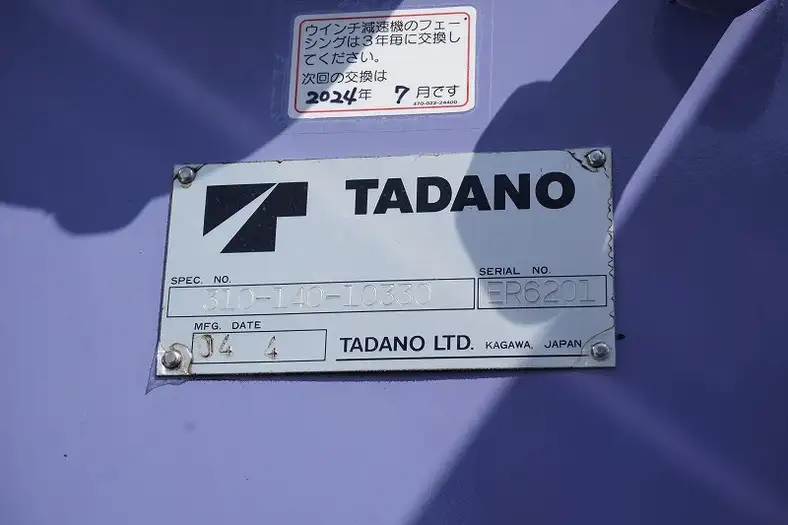 ウインチ減速機のフェー
シングは3年毎に交換し
てください。
次回の交換は
2024年 7月です
370-022-24400
TADANO
SPEC. NO.
310-140-10330
SERIAL NO.
ER6201
MFG. DATE
04 4
TADANO LTD. KAGAWA, JAPAN